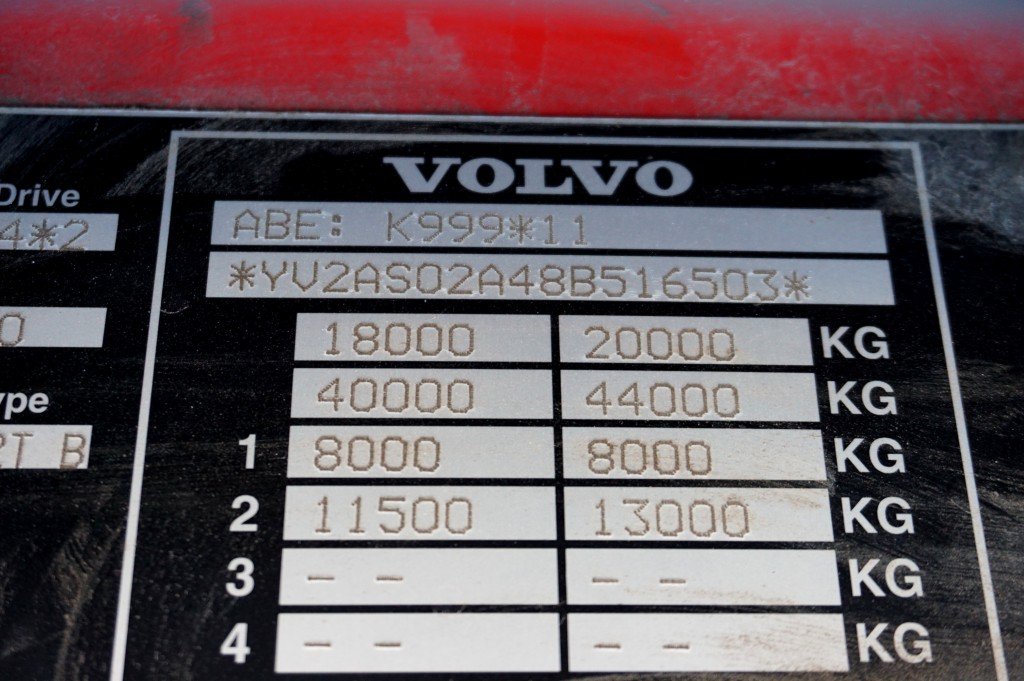 VOLVO
Drive
4*2
ABE: K999*11
*YV2AS02A48B516503*
0
18000 20000 KG
40000 44000 KG
ype
RT B
1 8000 8000 KG
2 11500 13000 KG
3 – – – – KG
4 – – – – KG